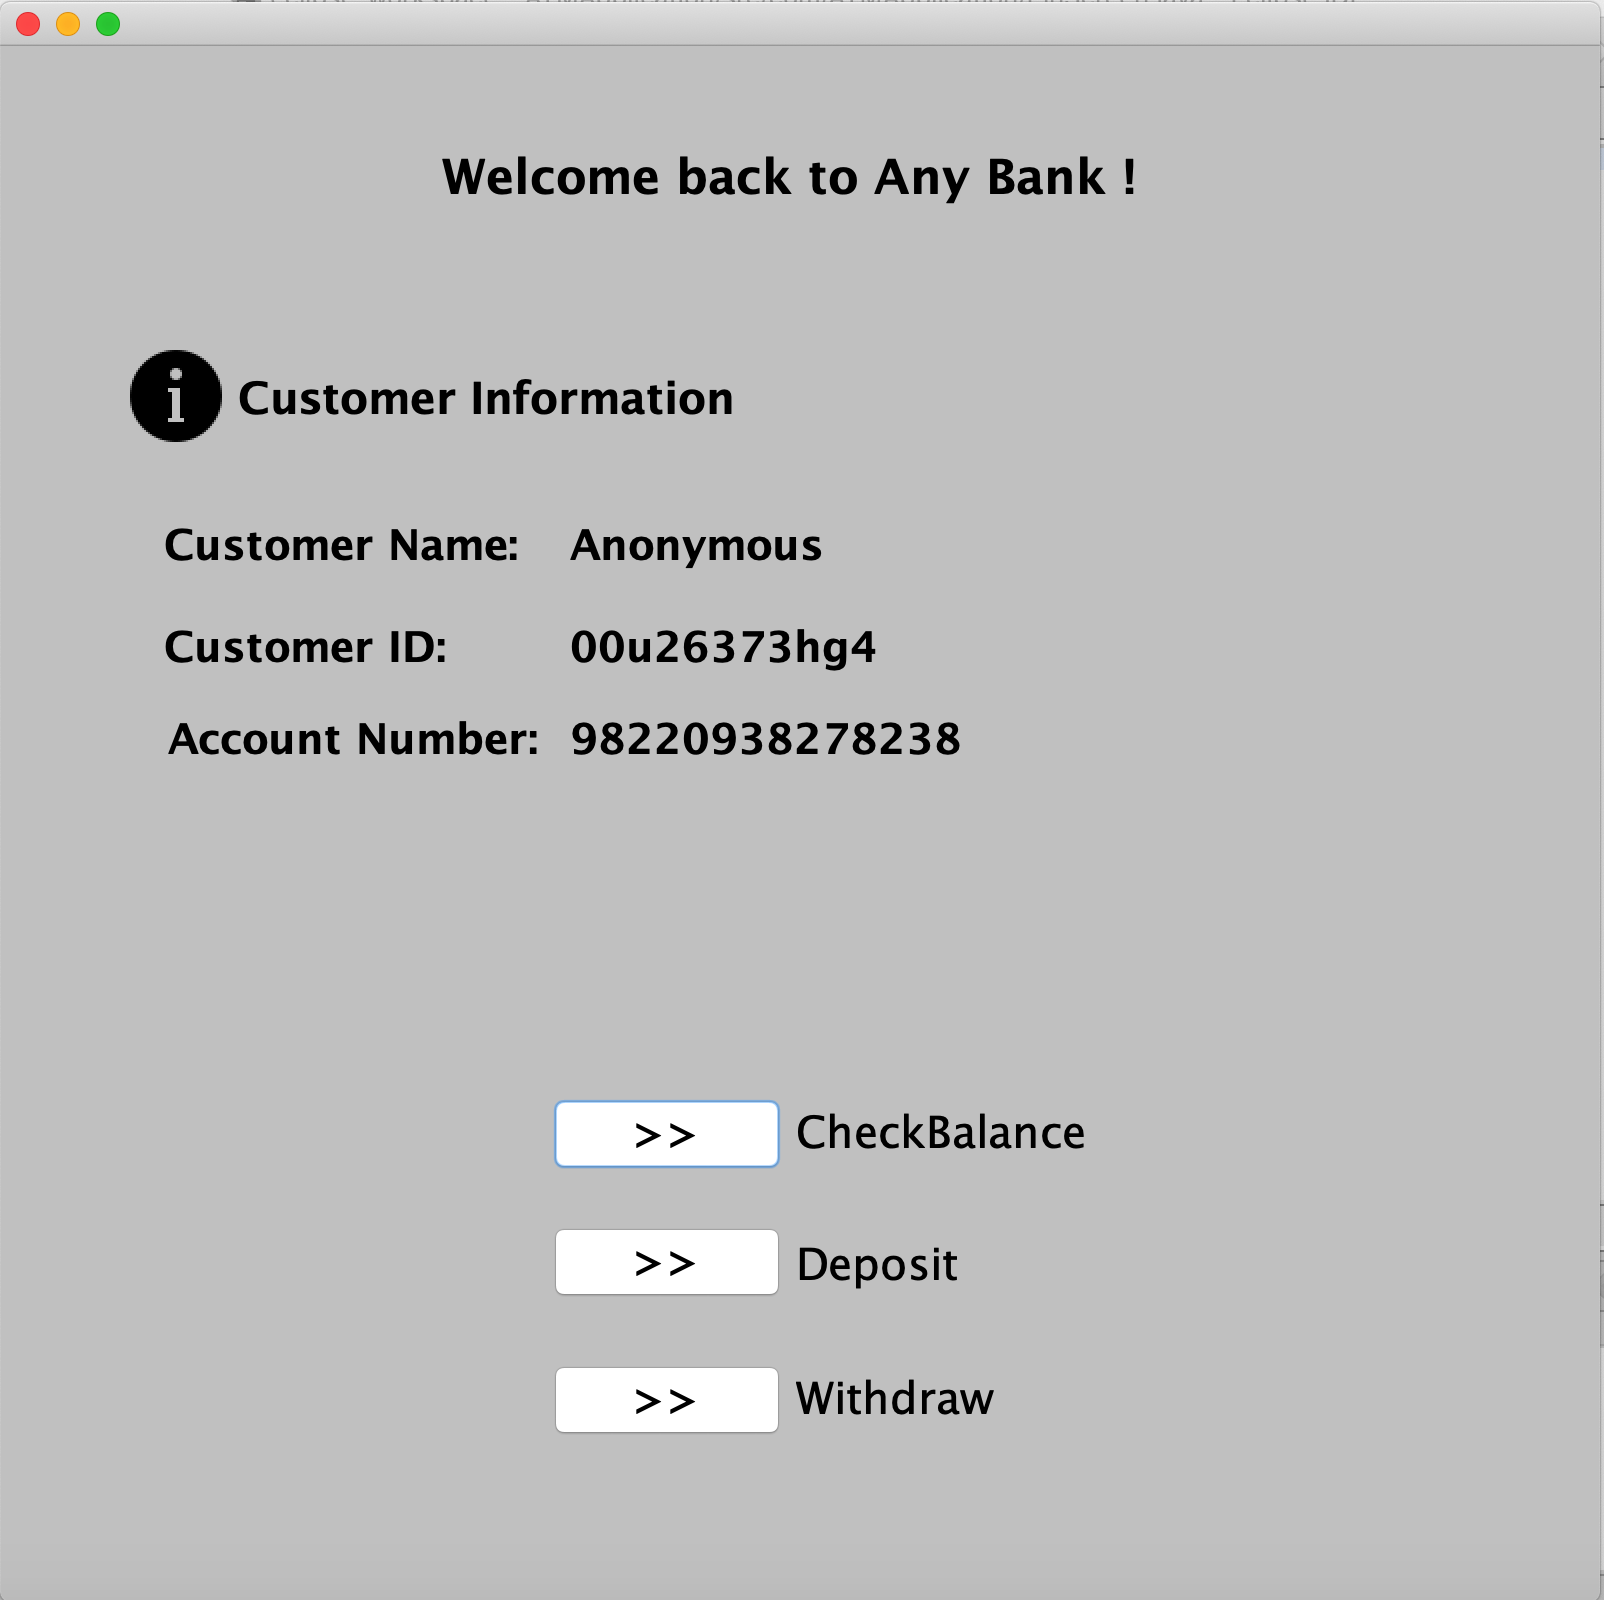 Welcome back to Any Bank !
i Customer Information
Customer Name: Anonymous
Customer ID: 00u26373hg4
Account Number: 98220938278238
>> CheckBalance
>> Deposit
>> Withdraw